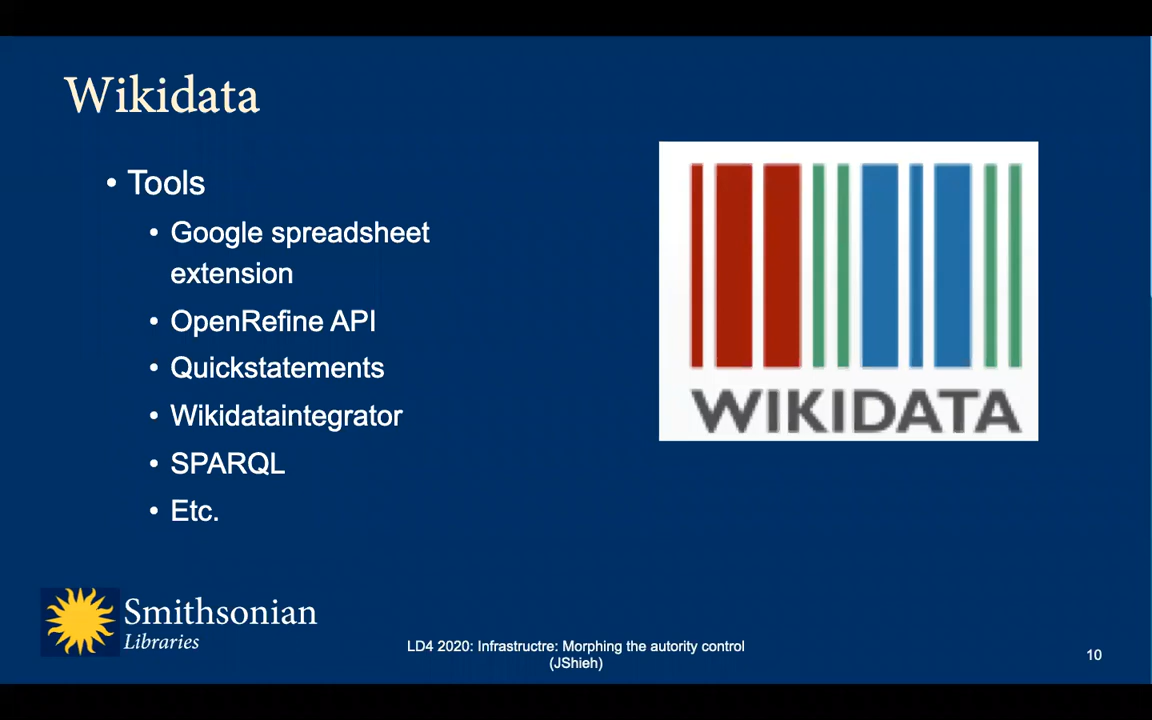 Wikidata
• Tools
• Google spreadsheet
extension
• OpenRefine API
• Quickstatements
• Wikidataintegrator
• SPARQL
• Etc.
WIKIDATA
Smithsonian
Libraries
LD4 2020: Infrastructre: Morphing the autority control
(JShieh)
10